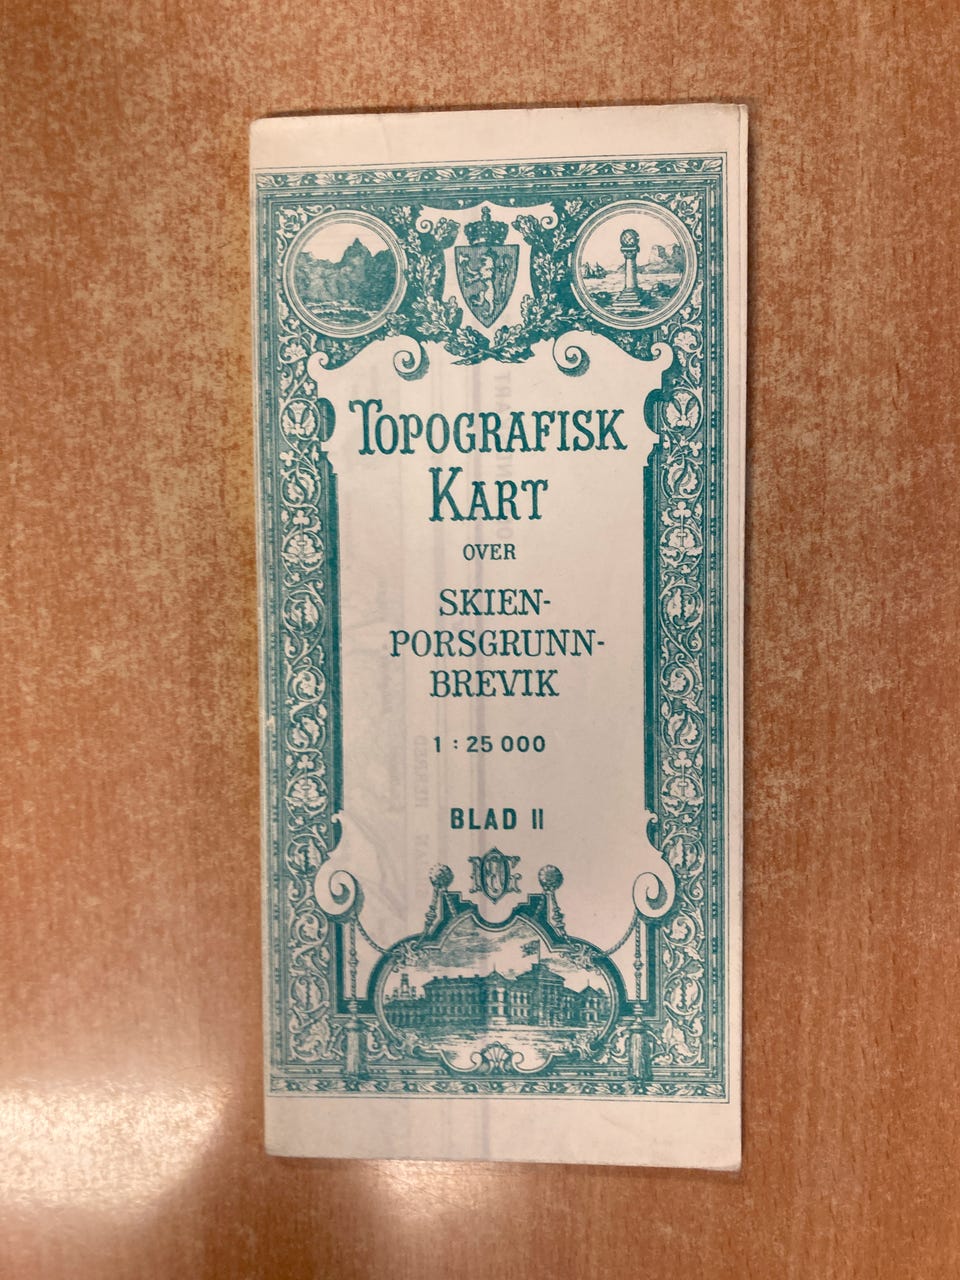 TOPOGRAFISK
KART
OVER
SKIEN-
PORSGRUNN-
BREVIK
1 : 25 000
BLAD II